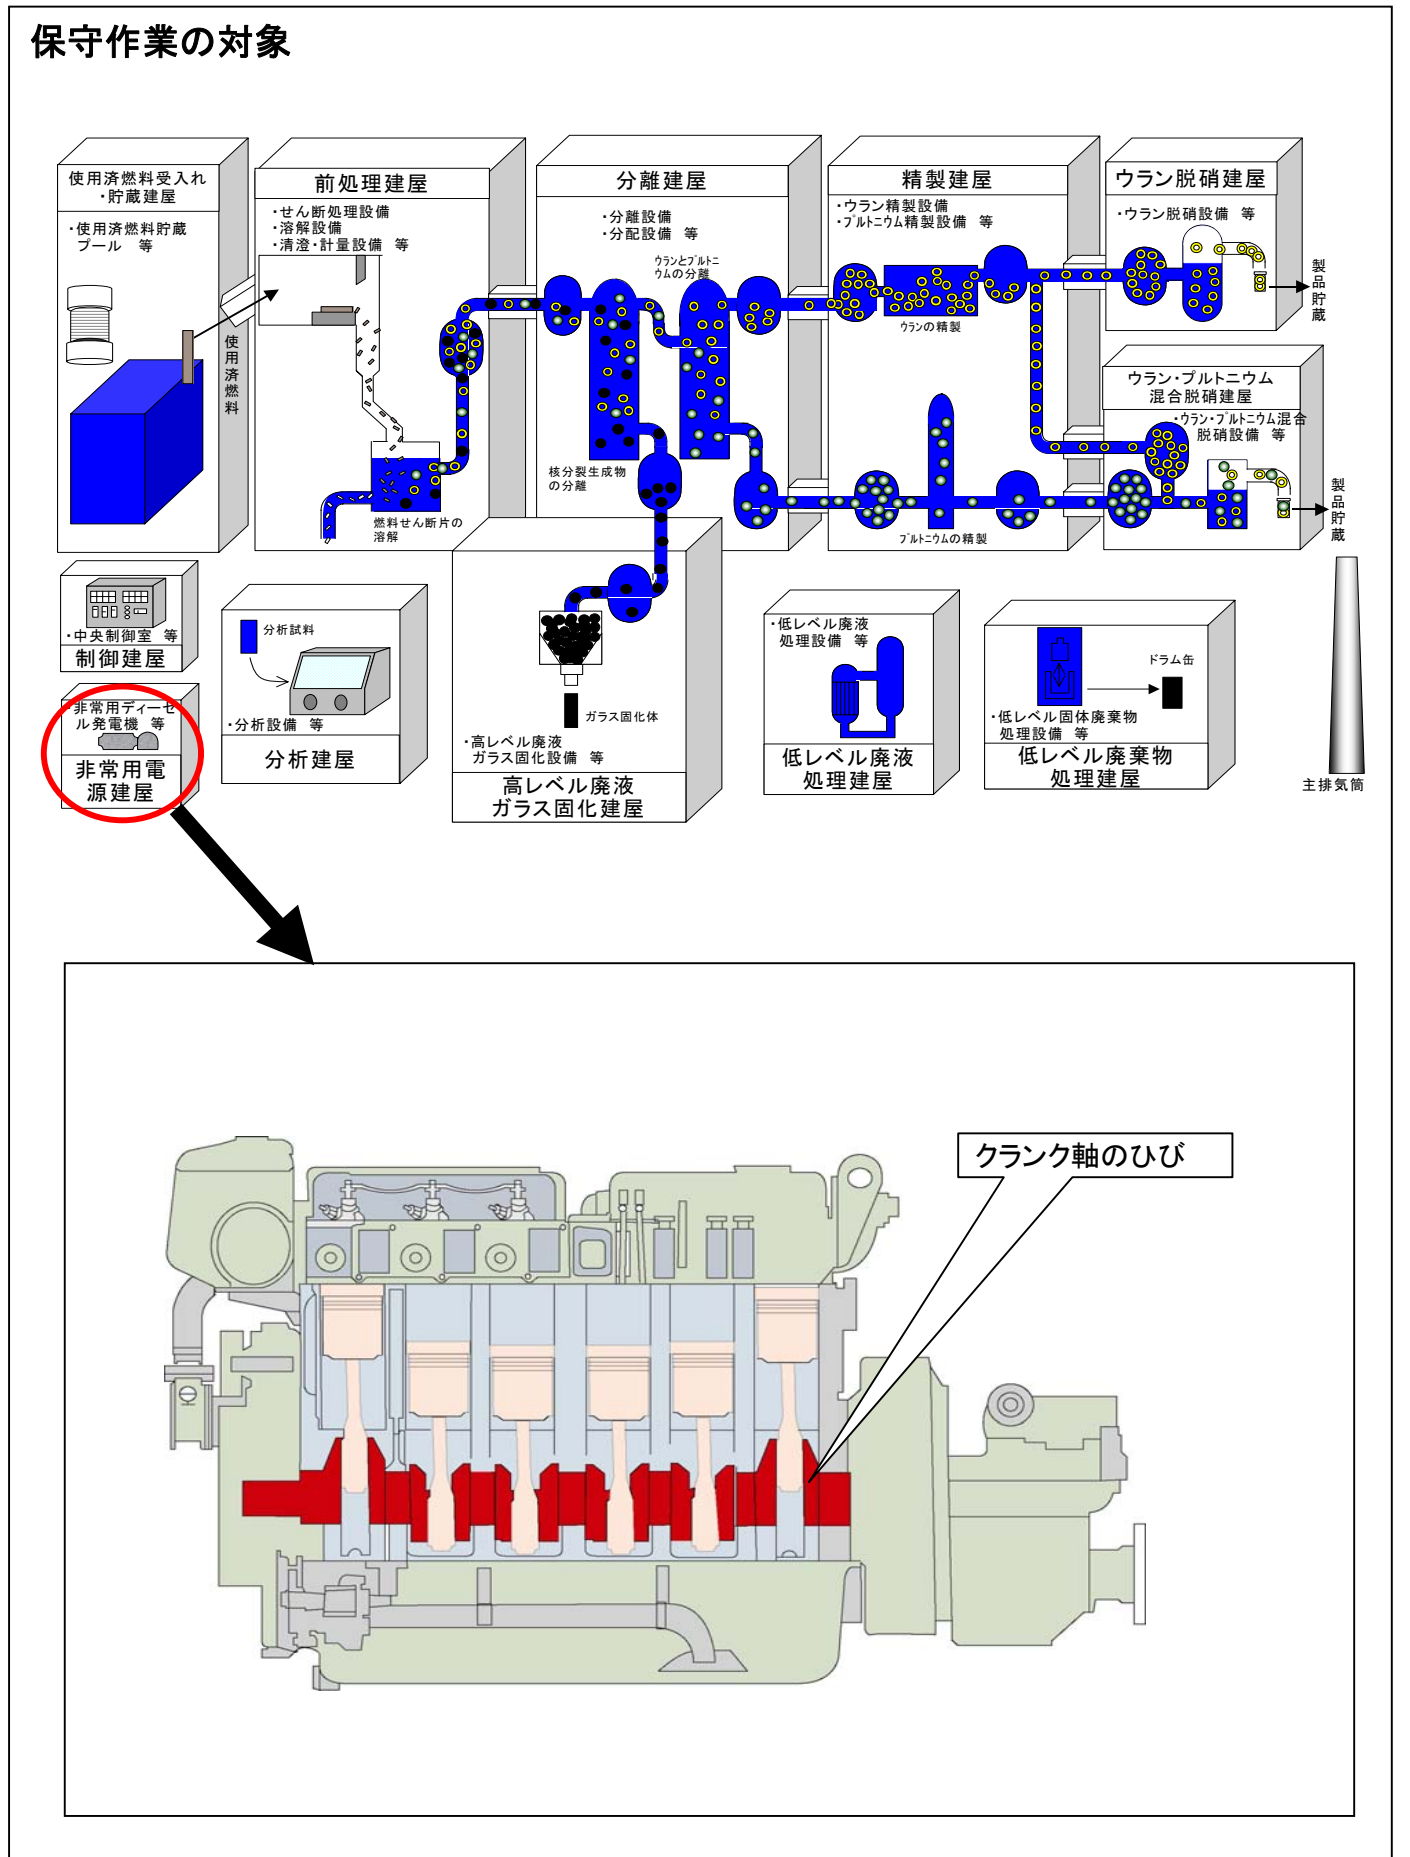 保守作業の対象
使用済燃料受入れ
・貯蔵建屋
・使用済燃料貯蔵
プール 等
使用済燃料
前処理建屋
・せん断処理設備
・溶解設備
・清澄・計量設備 等
燃料せん断片の
溶解
分離建屋
・分離設備
・分配設備 等
ウランとプルトニ
ウムの分離
核分裂生成物
の分離
精製建屋
・ウラン精製設備
・プルトニウム精製設備 等
ウランの精製
プルトニウムの精製
ウラン脱硝建屋
・ウラン脱硝設備 等
製品貯蔵
ウラン・プルトニウム
混合脱硝建屋
・ウラン・プルトニウム混合
脱硝設備 等
製品貯蔵
・中央制御室 等
制御建屋
・非常用ディーゼ
ル発電機 等
非常用電
源建屋
分析試料
・分析設備 等
分析建屋
ガラス固化体
・高レベル廃液
ガラス固化設備 等
高レベル廃液
ガラス固化建屋
・低レベル廃液
処理設備 等
低レベル廃液
処理建屋
ドラム缶
・低レベル固体廃棄物
処理設備 等
低レベル廃棄物
処理建屋
主排気筒
クランク軸のひび